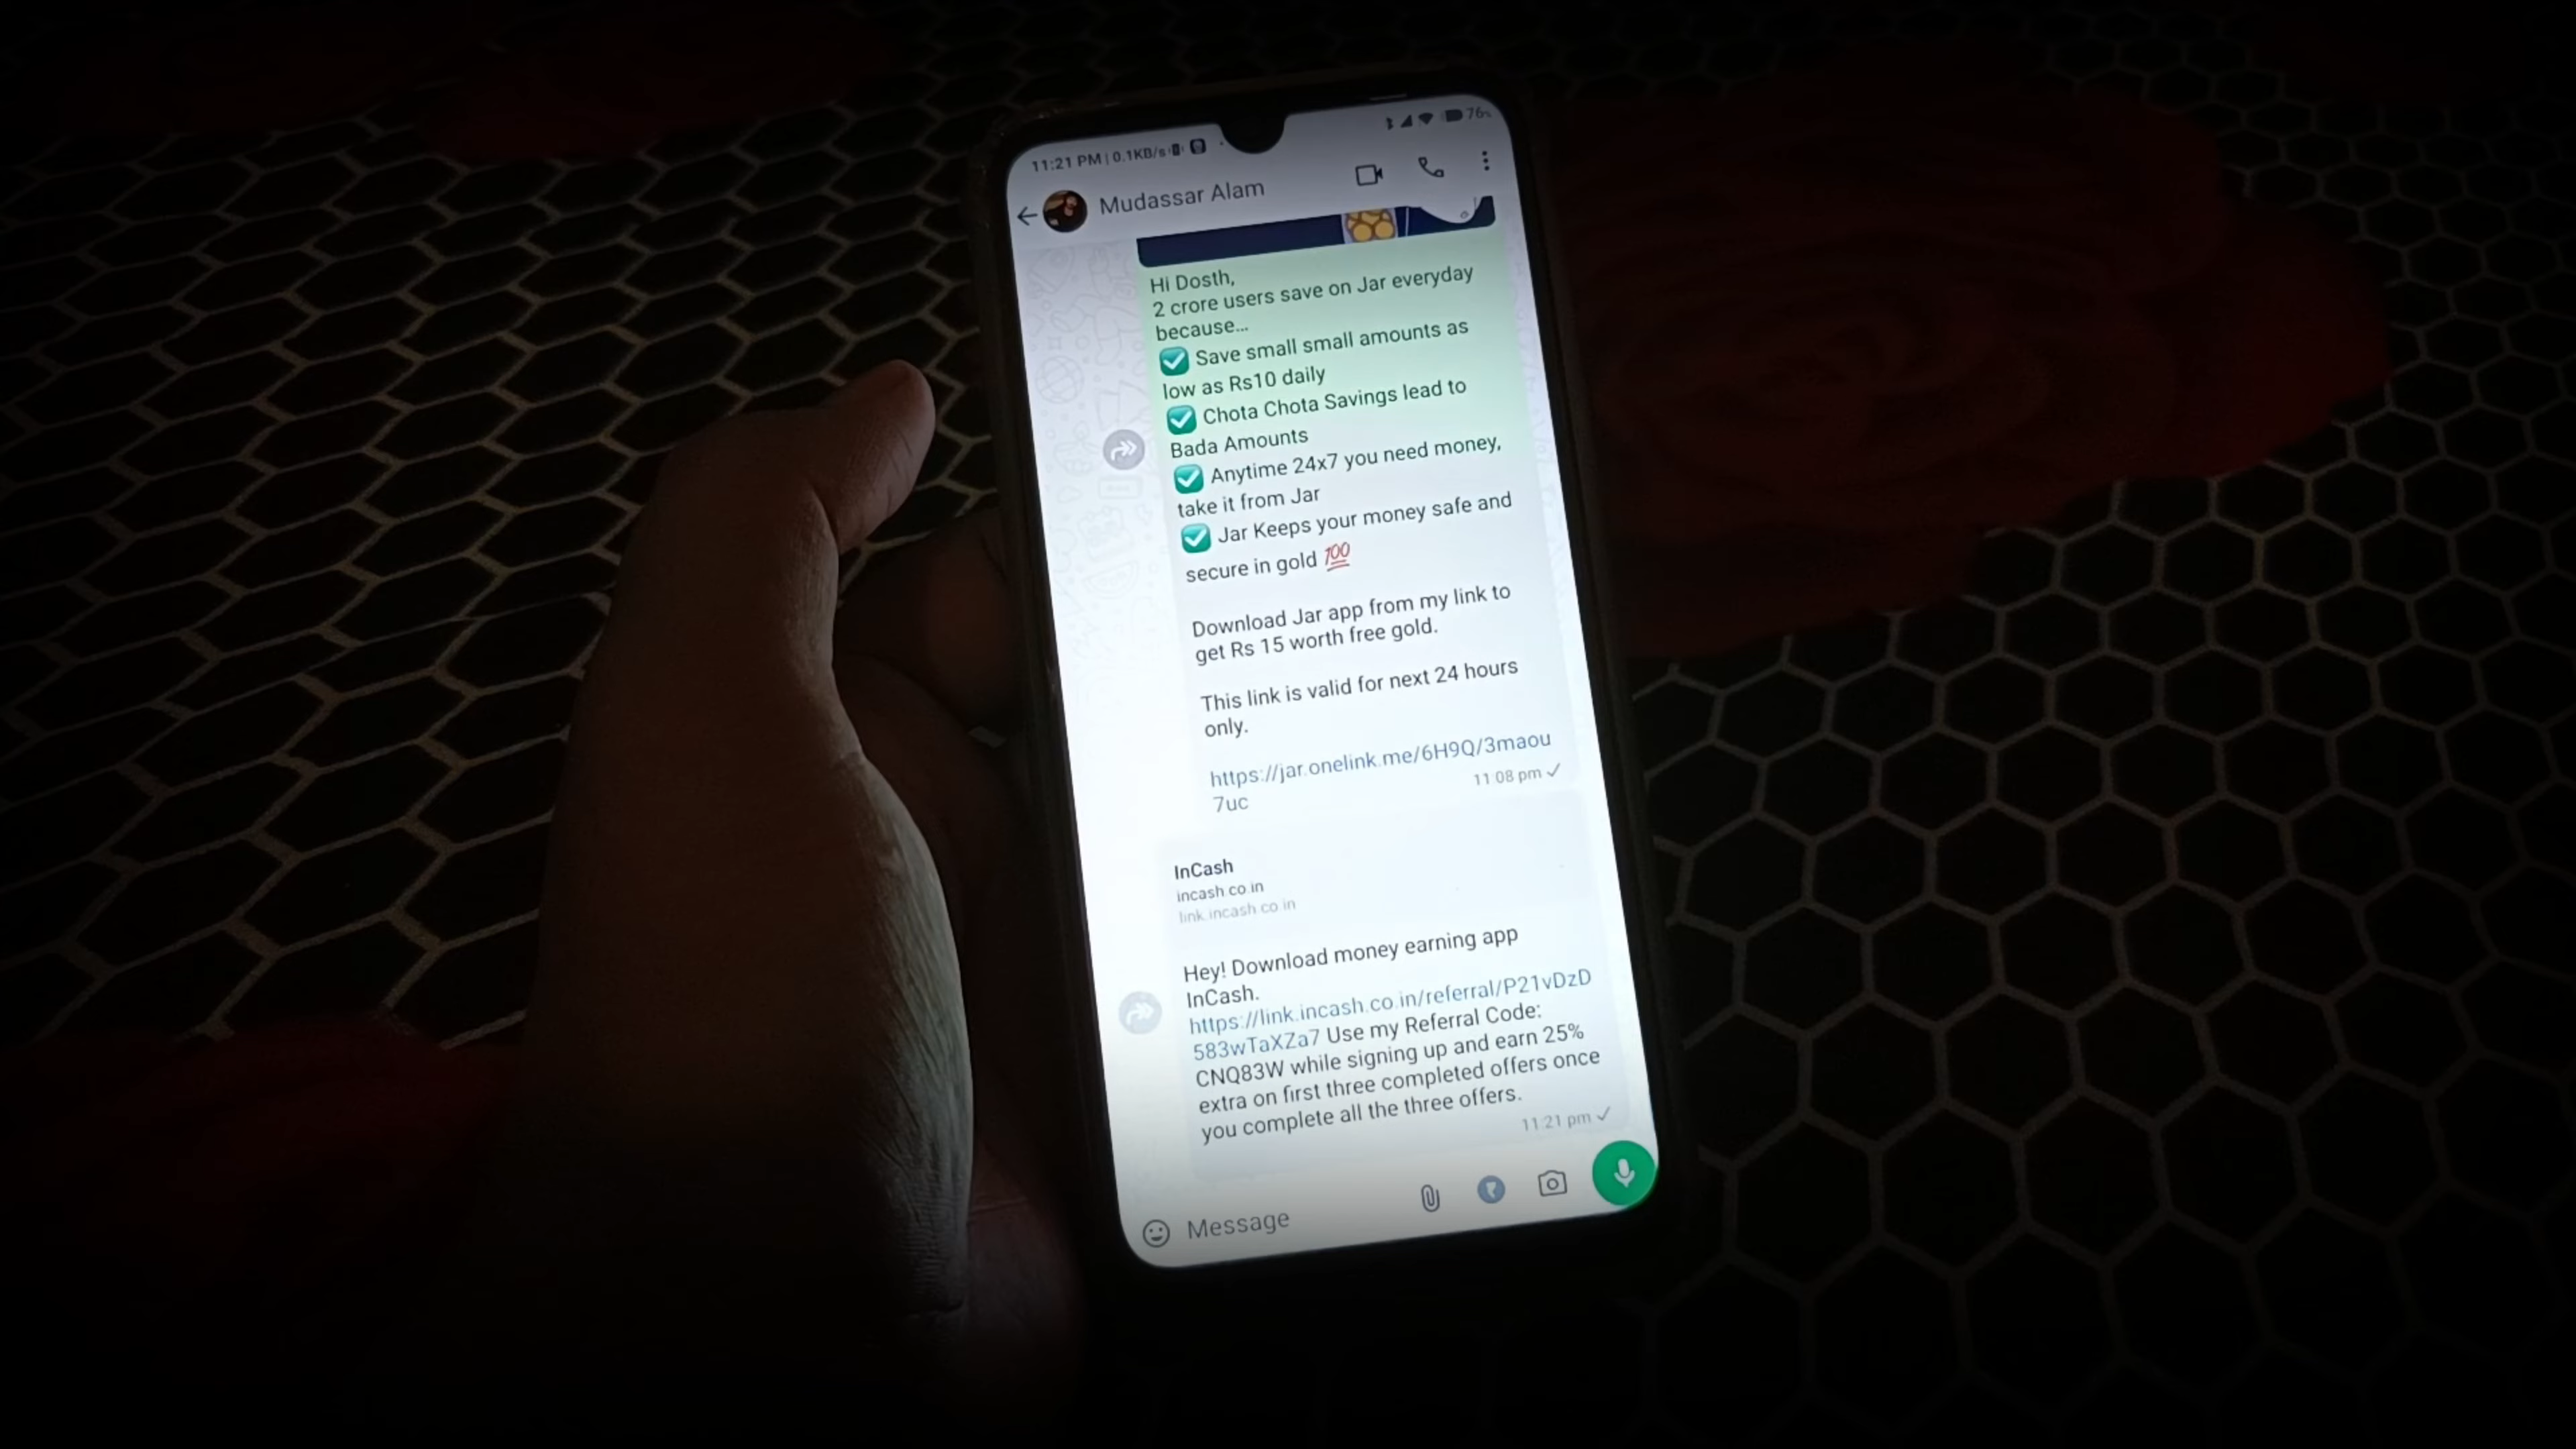 11:21 PM | 0.1KB/s
76%
Mudassar Alam
Hi Dosth,
2 crore users save on Jar everyday
because...
✅ Save small small amounts as
low as Rs10 daily
✅ Chota Chota Savings lead to
Bada Amounts
✅ Anytime 24x7 you need money,
take it from Jar
✅ Jar Keeps your money safe and
secure in gold 💯
Download Jar app from my link to
get Rs 15 worth free gold.
This link is valid for next 24 hours
only.
https://jar.onelink.me/6H9Q/3maou
7uc
11:08 pm
InCash
incash.co.in
link.incash.co.in
Hey! Download money earning app
InCash.
https://link.incash.co.in/referral/P21vDzD
583wTaXZa7 Use my Referral Code:
CNQ83W while signing up and earn 25%
extra on first three completed offers once
you complete all the three offers.
11:21 pm
Message